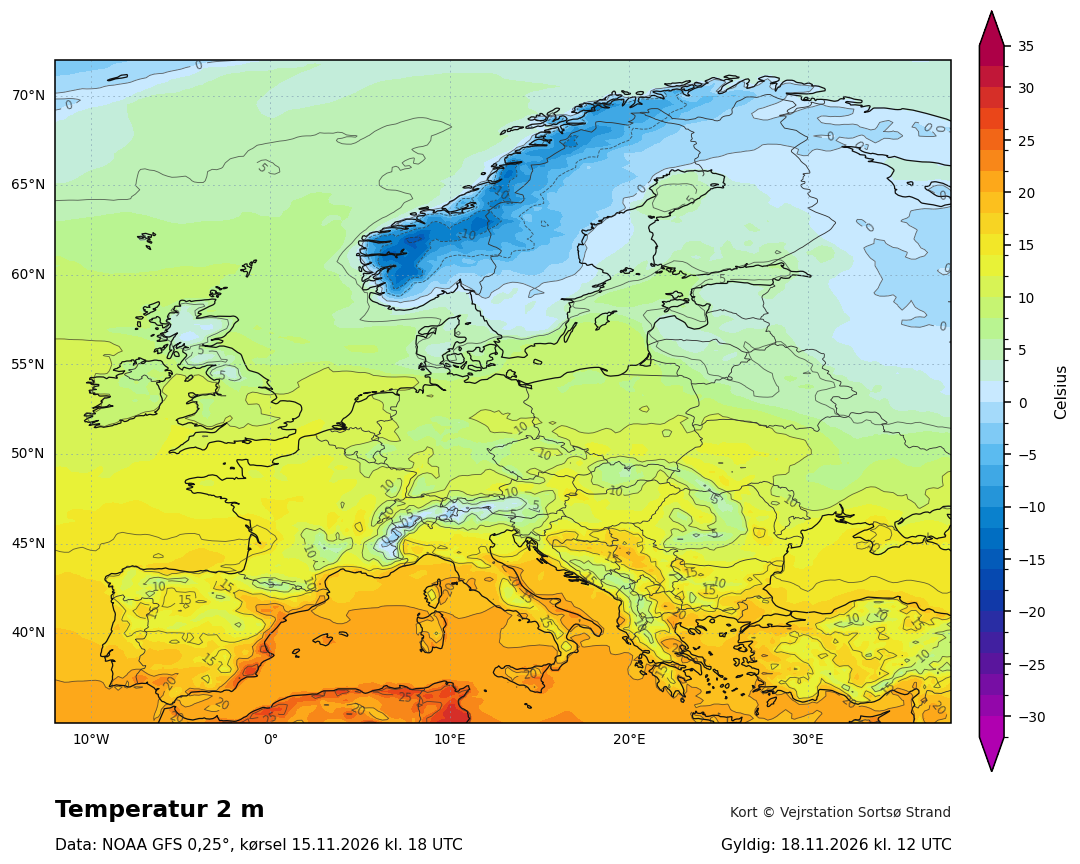 70°N
65°N
60°N
55°N
50°N
45°N
40°N
10°W
0°
10°E
20°E
30°E
35
30
25
20
15
10
5
0
−5
−10
−15
−20
−25
−30
Celsius
Temperatur 2 m
Kort © Vejrstation Sortsø Strand
Data: NOAA GFS 0,25°, kørsel 15.11.2026 kl. 18 UTC
Gyldig: 18.11.2026 kl. 12 UTC